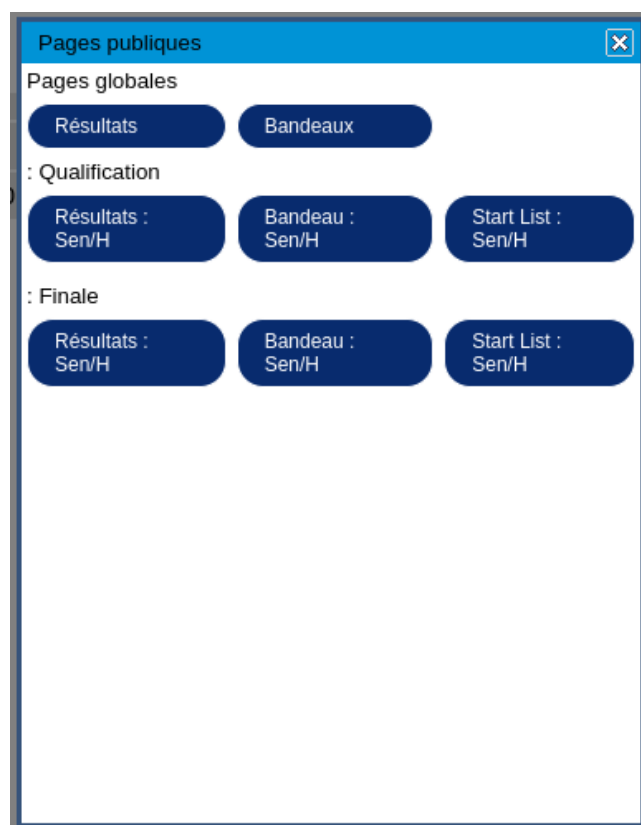 Pages publiques
Pages globales
Résultats
Bandeaux
: Qualification
Résultats :
Sen/H
Bandeau :
Sen/H
Start List :
Sen/H
: Finale
Résultats :
Sen/H
Bandeau :
Sen/H
Start List :
Sen/H